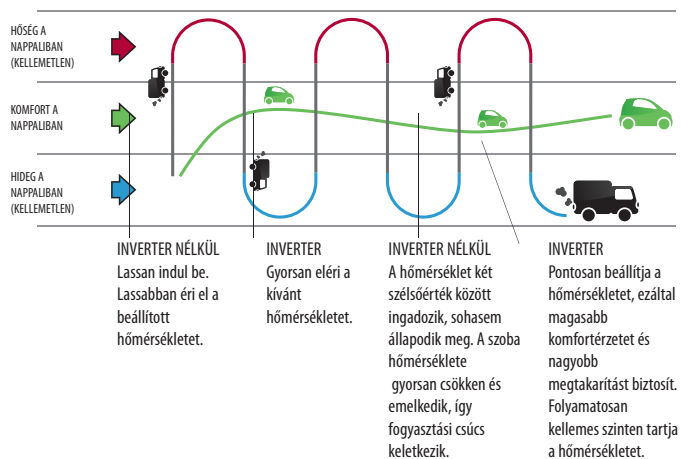 HŐSÉG A
NAPPALIBAN
(KELLEMETLEN)
KOMFORT A
NAPPALIBAN
HIDEG A
NAPPALIBAN
(KELLEMETLEN)
INVERTER NÉLKÜL
Lassan indul be.
Lassabban éri el a
beállított
hőmérsékletet.
INVERTER
Gyorsan eléri a
kívánt
hőmérsékletet.
INVERTER NÉLKÜL
A hőmérséklet két
szélsőérték között
ingadozik, sohasem
állapodik meg. A szoba
hőmérséklete
gyorsan csökken és
emelkedik, így
fogyasztási csúcs
keletkezik.
INVERTER
Pontosan beállítja a
hőmérsékletet, ezáltal
magasabb
komfortérzetet és
nagyobb
megtakarítást biztosít.
Folyamatosan
kellemes szinten tartja
a hőmérsékletet.